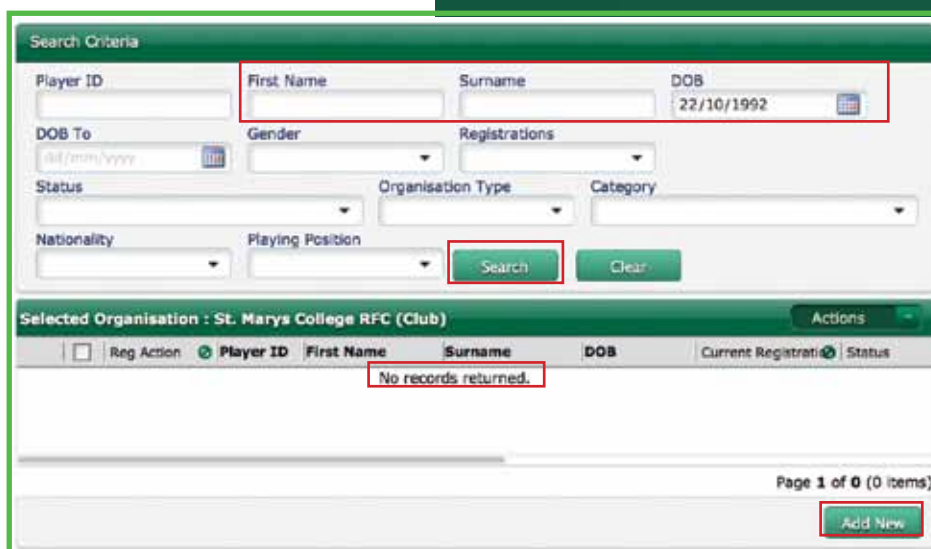 Search Criteria
Player ID First Name Surname DOB
22/10/1992
DOB To Gender Registrations
dd/mm/yyyy
Status Organisation Type Category
Nationality Playing Position
Search Clear
Selected Organisation : St. Marys College RFC (Club) Actions
Reg Action Player ID First Name Surname DOB Current Registratio Status
No records returned.
Page 1 of 0 (0 items)
Add New